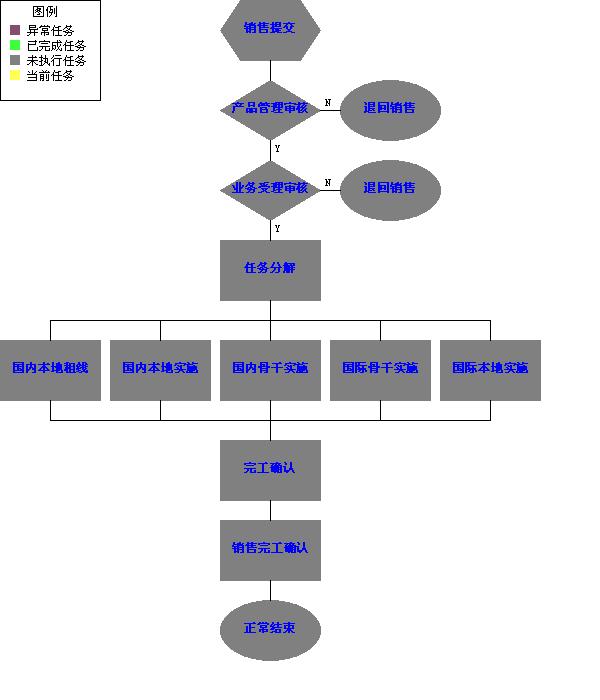 图例
异常任务
已完成任务
未执行任务
当前任务
销售提交
产品管理审核
N
退回销售
Y
业务受理审核
N
退回销售
Y
任务分解
国内本地租线
国内本地实施
国内骨干实施
国际骨干实施
国际本地实施
完工确认
销售完工确认
正常结束